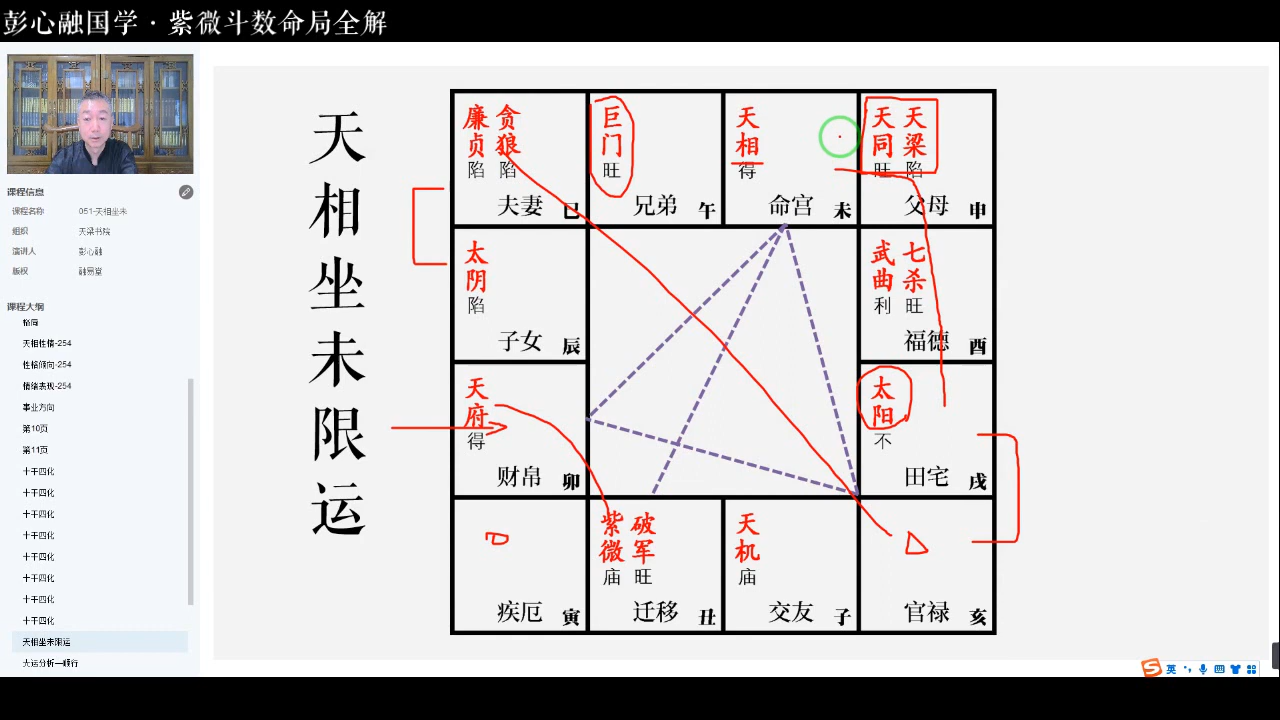 彭心融国学·紫微斗数命局全解
课程信息
课程名称 051-天相坐未
组织 天梁书院
演讲人 彭心融
版权 融易堂
课程大纲
格局
天相性情-254
性格倾向-254
情绪表现-254
事业方向
第10页
第11页
十干四化
十干四化
十干四化
十干四化
十干四化
十干四化
十干四化
十干四化
天相坐未限运
大运分析—顺行
天相坐未限运
廉贞 贪狼
陷 陷
夫妻 巳
巨门
旺
兄弟 午
天相
得
命宫 未
天同 天梁
旺 陷
父母 申
太阴
陷
子女 辰
武曲 七杀
利 旺
福德 酉
天府
得
财帛 卯
太阳
不
田宅 戌
疾厄 寅
紫微 破军
庙 旺
迁移 丑
天机
庙
交友 子
官禄 亥
英